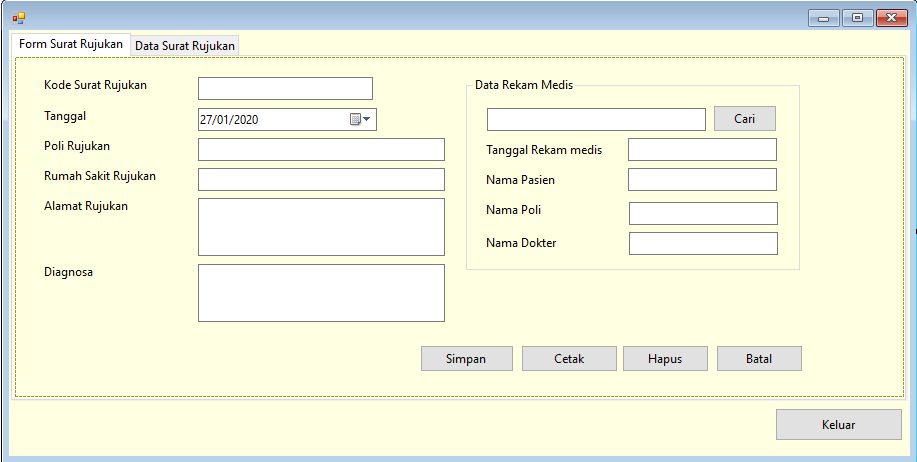 Form Surat Rujukan
Data Surat Rujukan
Kode Surat Rujukan
Tanggal
27/01/2020
Poli Rujukan
Rumah Sakit Rujukan
Alamat Rujukan
Diagnosa
Data Rekam Medis
Cari
Tanggal Rekam medis
Nama Pasien
Nama Poli
Nama Dokter
Simpan
Cetak
Hapus
Batal
Keluar